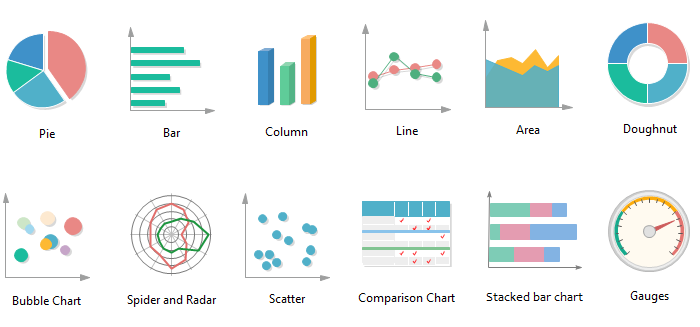 Pie
Bar
Column
Line
Area
Doughnut
Bubble Chart
Spider and Radar
Scatter
Comparison Chart
Stacked bar chart
Gauges